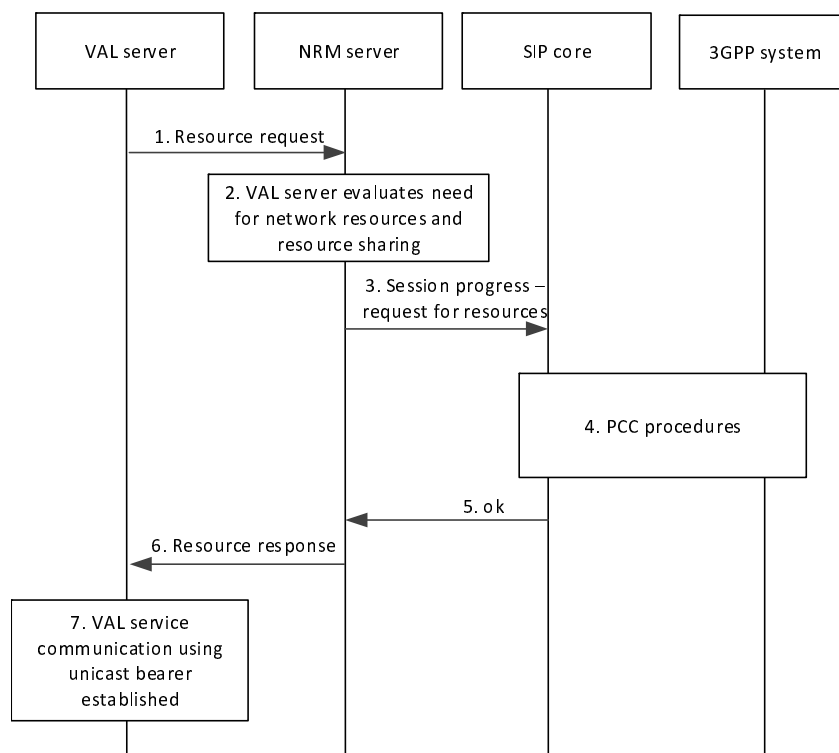 VAL server
NRM server
SIP core
3GPP system
1. Resource request
2. VAL server evaluates need
for network resources and
resource sharing
3. Session progress –
request for resources
4. PCC procedures
5. ok
6. Resource response
7. VAL service
communication using
unicast bearer
established